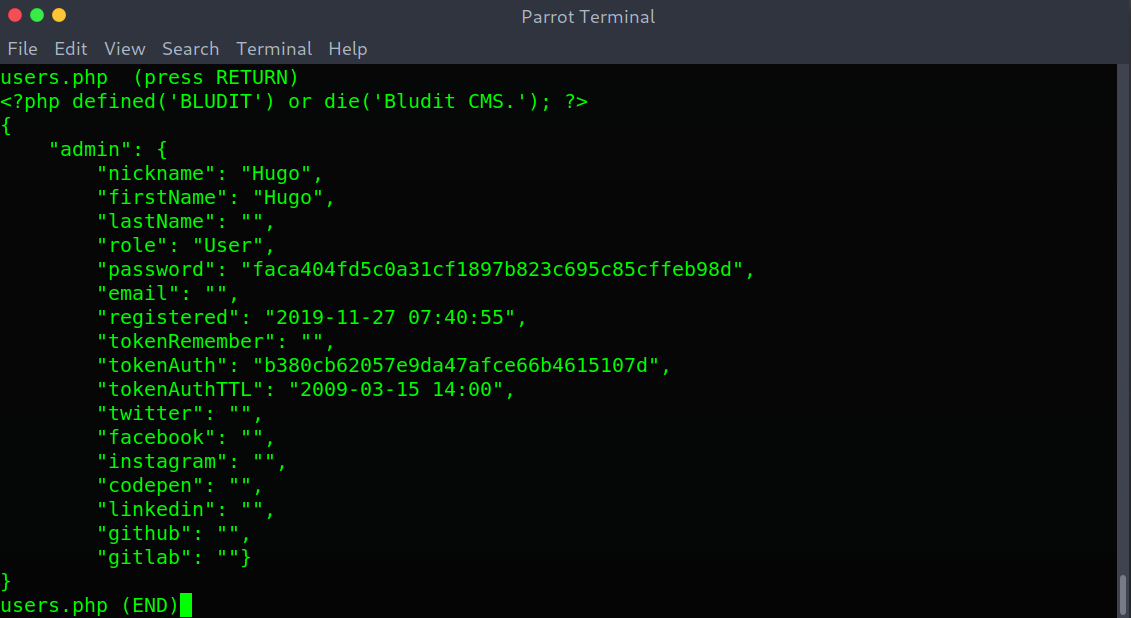 Parrot Terminal
File Edit View Search Terminal Help
users.php  (press RETURN)
<?php defined('BLUDIT') or die('Bludit CMS.'); ?>
{
    "admin": {
        "nickname": "Hugo",
        "firstName": "Hugo",
        "lastName": "",
        "role": "User",
        "password": "faca404fd5c0a31cf1897b823c695c85cffeb98d",
        "email": "",
        "registered": "2019-11-27 07:40:55",
        "tokenRemember": "",
        "tokenAuth": "b380cb62057e9da47afce66b4615107d",
        "tokenAuthTTL": "2009-03-15 14:00",
        "twitter": "",
        "facebook": "",
        "instagram": "",
        "codepen": "",
        "linkedin": "",
        "github": "",
        "gitlab": ""}
}
users.php (END)